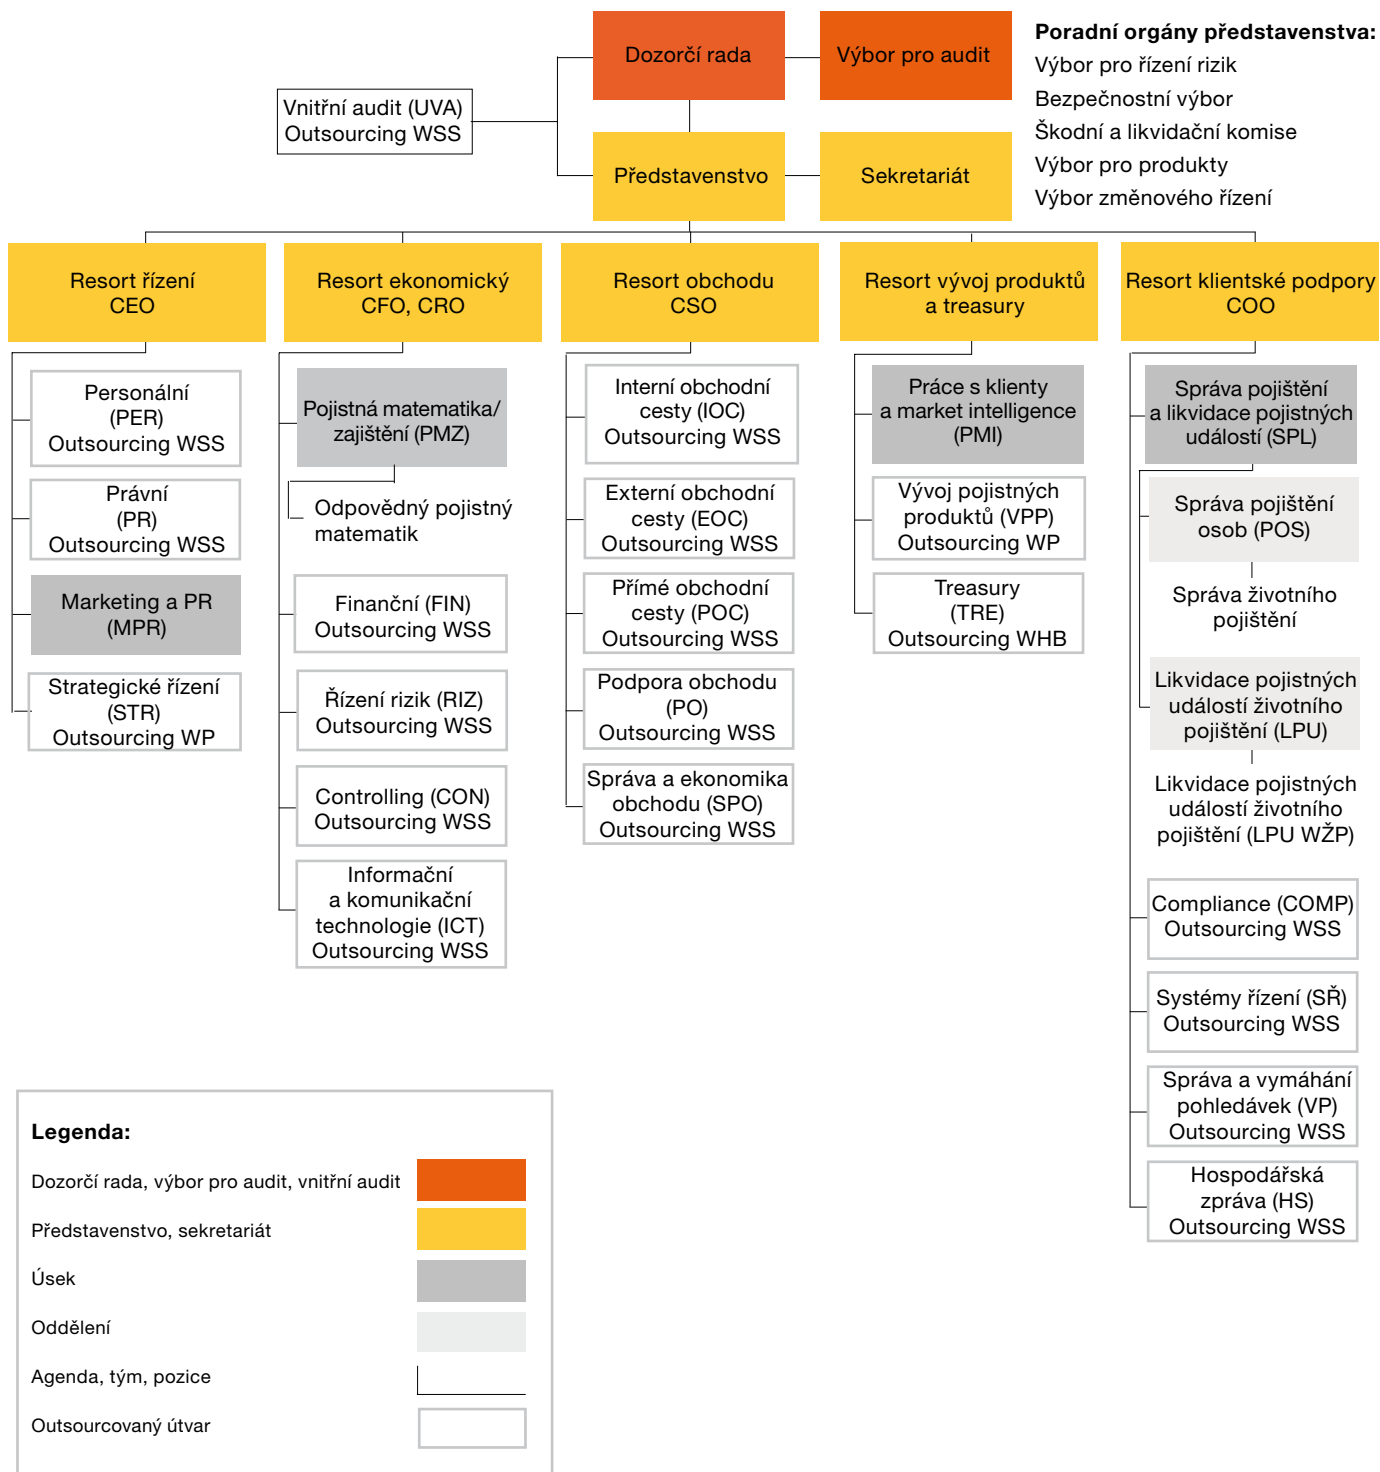 Dozorčí rada
Výbor pro audit
Poradní orgány představenstva:
Výbor pro řízení rizik
Bezpečnostní výbor
Škodní a likvidační komise
Výbor pro produkty
Výbor změnového řízení
Vnitřní audit (UVA)
Outsourcing WSS
Představenstvo
Sekretariát
Resort řízení
CEO
Resort ekonomický
CFO, CRO
Resort obchodu
CSO
Resort vývoj produktů
a treasury
Resort klientské podpory
COO
Personální
(PER)
Outsourcing WSS
Právní
(PR)
Outsourcing WSS
Marketing a PR
(MPR)
Strategické řízení
(STR)
Outsourcing WP
Pojistná matematika/
zajištění (PMZ)
Odpovědný pojistný
matematik
Finanční (FIN)
Outsourcing WSS
Řízení rizik (RIZ)
Outsourcing WSS
Controlling (CON)
Outsourcing WSS
Informační
a komunikační
technologie (ICT)
Outsourcing WSS
Interní obchodní
cesty (IOC)
Outsourcing WSS
Externí obchodní
cesty (EOC)
Outsourcing WSS
Přímé obchodní
cesty (POC)
Outsourcing WSS
Podpora obchodu
(PO)
Outsourcing WSS
Správa a ekonomika
obchodu (SPO)
Outsourcing WSS
Práce s klienty
a market intelligence
(PMI)
Vývoj pojistných
produktů (VPP)
Outsourcing WP
Treasury
(TRE)
Outsourcing WHB
Správa pojištění
a likvidace pojistných
událostí (SPL)
Správa pojištění
osob (POS)
Správa životního
pojištění
Likvidace pojistných
událostí životního
pojištění (LPU)
Likvidace pojistných
událostí životního
pojištění (LPU WŽP)
Compliance (COMP)
Outsourcing WSS
Systémy řízení (SŘ)
Outsourcing WSS
Správa a vymáhání
pohledávek (VP)
Outsourcing WSS
Hospodářská
zpráva (HS)
Outsourcing WSS
Legenda:
Dozorčí rada, výbor pro audit, vnitřní audit
Představenstvo, sekretariát
Úsek
Oddělení
Agenda, tým, pozice
Outsourcovaný útvar